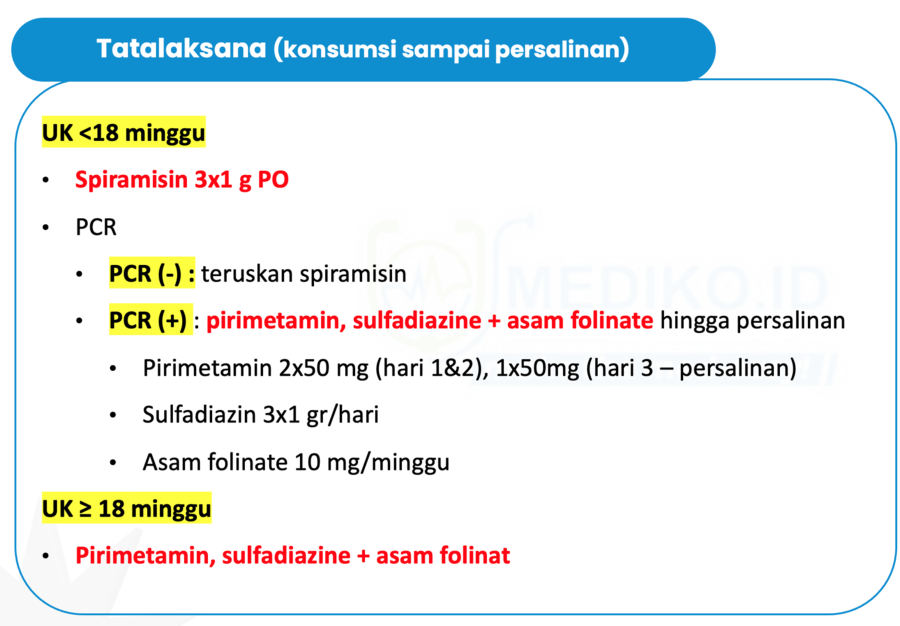 Tatalaksana (konsumsi sampai persalinan)
UK <18 minggu
• Spiramisin 3x1 g PO
• PCR
• PCR (-) : teruskan spiramisin
• PCR (+) : pirimetamin, sulfadiazine + asam folinate hingga persalinan
• Pirimetamin 2x50 mg (hari 1&2), 1x50mg (hari 3 – persalinan)
• Sulfadiazin 3x1 gr/hari
• Asam folinate 10 mg/minggu
UK ≥ 18 minggu
• Pirimetamin, sulfadiazine + asam folinat
MEDIKO.ID